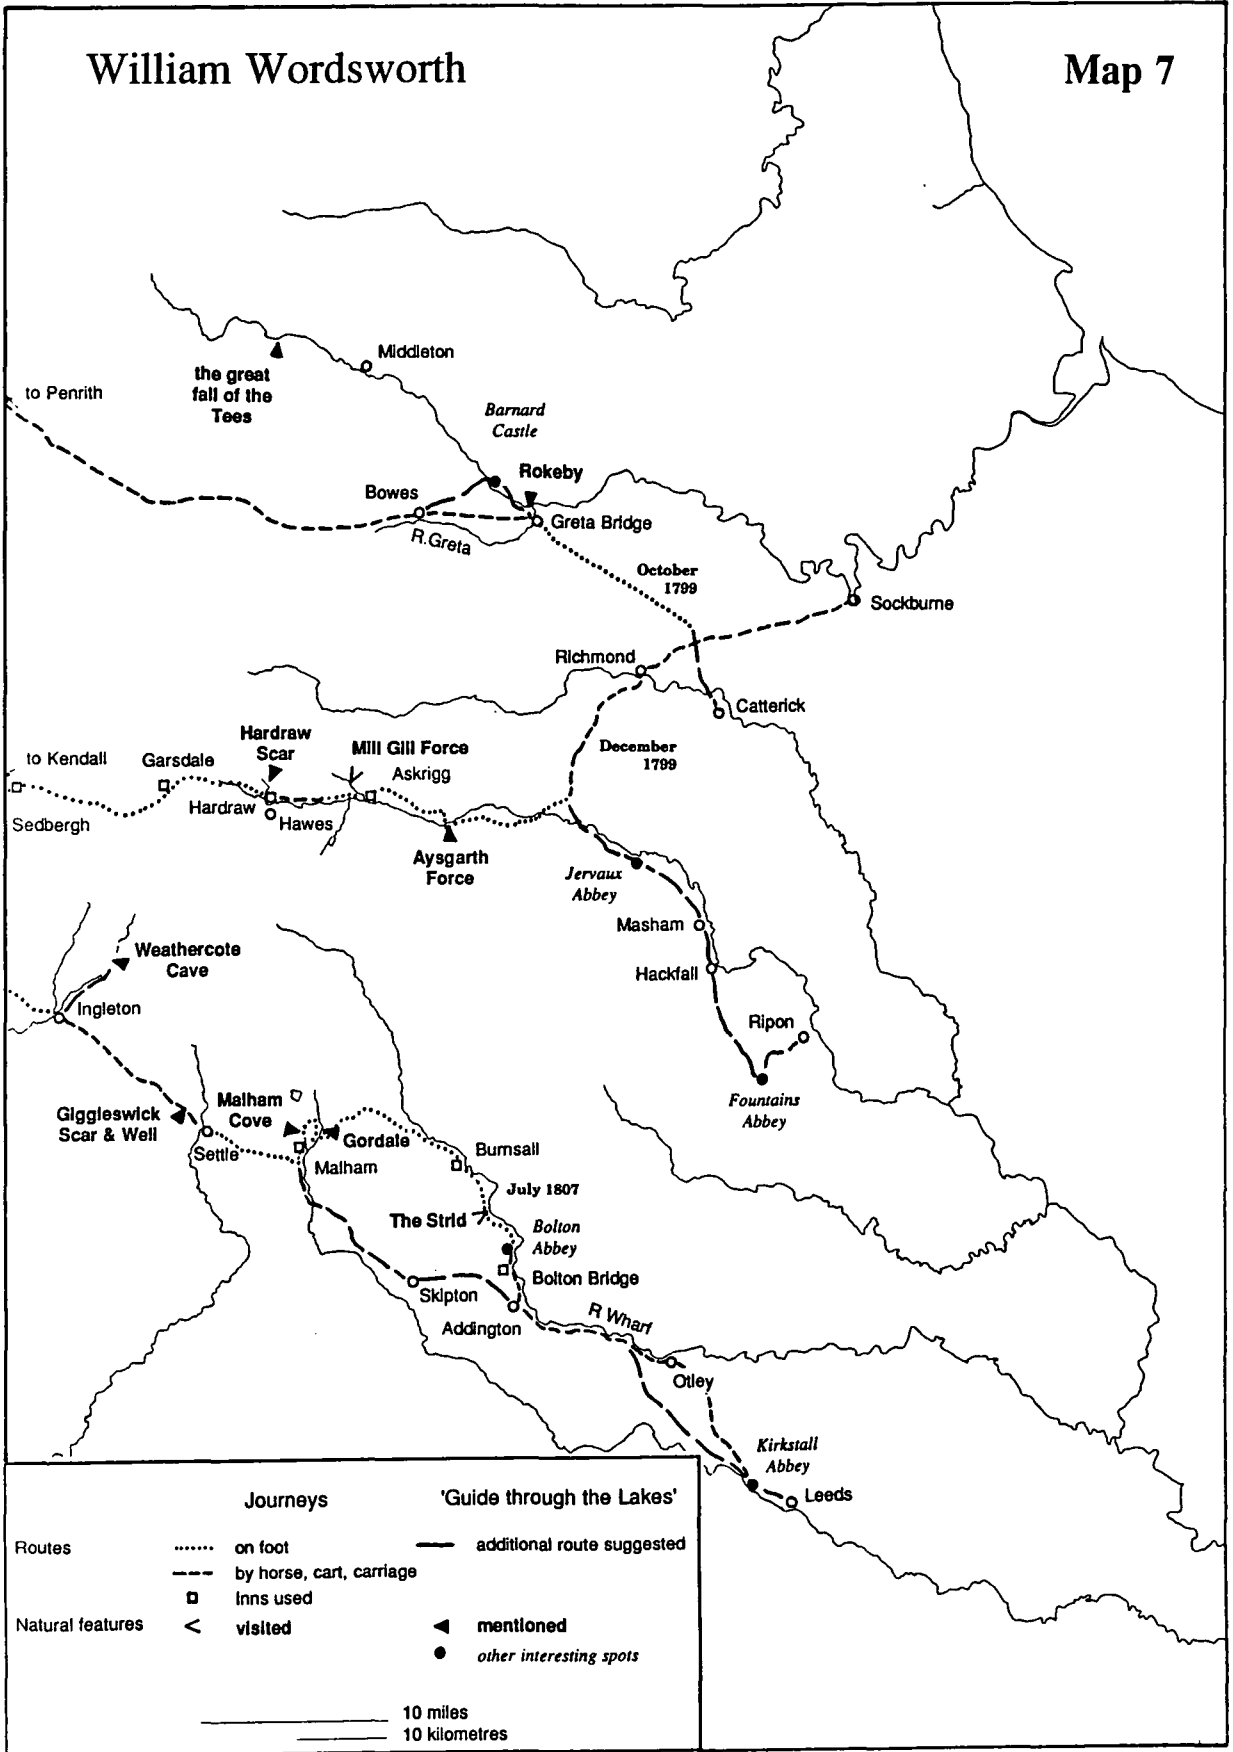 William Wordsworth
Map 7
Middleton
the great
fall of the
Tees
to Penrith
Barnard
Castle
Rokeby
Bowes
Greta Bridge
R.Greta
October
1799
Sockburne
Richmond
Catterick
December
1799
Hardraw
Scar
Mill Gill Force
to Kendall
Garsdale
Askrigg
Hardraw
Hawes
Sedbergh
Aysgarth
Force
Jervaux
Abbey
Masham
Hackfall
Weathercote
Cave
Ingleton
Ripon
Fountains
Abbey
Malham
Cove
Giggleswick
Scar & Well
Gordale
Settle
Malham
Burnsall
July 1807
The Strid
Bolton
Abbey
Bolton Bridge
Skipton
Addington
R Wharf
Otley
Kirkstall
Abbey
Leeds
Journeys
'Guide through the Lakes'
Routes
on foot
additional route suggested
by horse, cart, carriage
Inns used
Natural features
visited
mentioned
other interesting spots
10 miles
10 kilometres